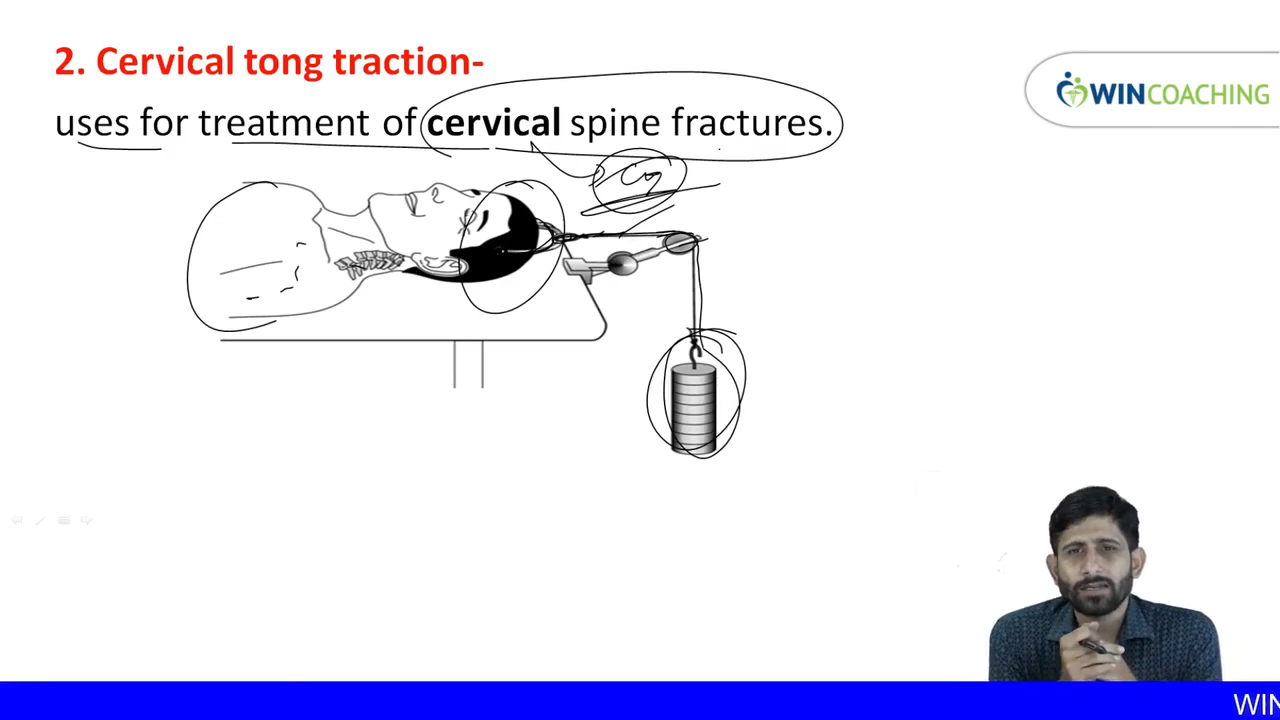 2. Cervical tong traction-
uses for treatment of cervical spine fractures.
WINCOACHING
WIN